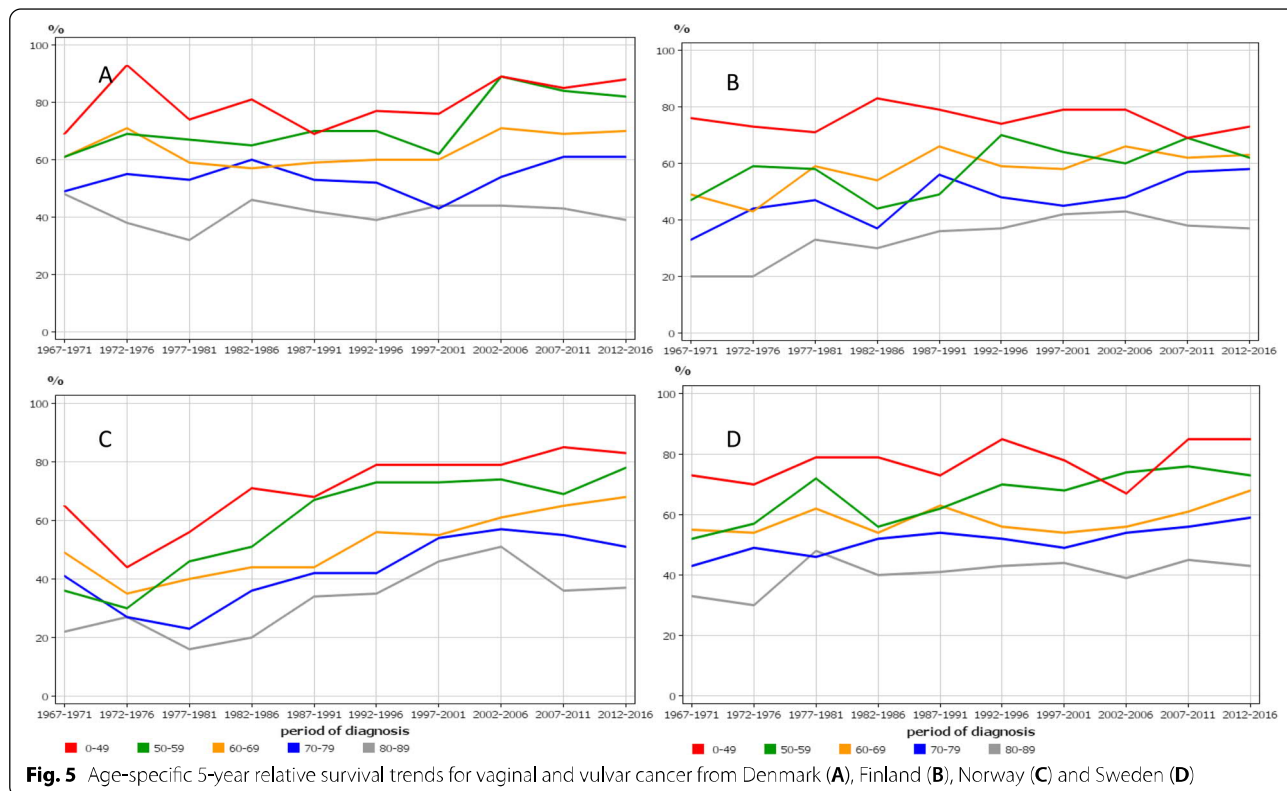 %
100
80
60
40
20
0
A
1967-1971 1972-1976 1977-1981 1982-1986 1987-1991 1992-1996 1997-2001 2002-2006 2007-2011 2012-2016
%
100
80
60
40
20
0
B
1967-1971 1972-1976 1977-1981 1982-1986 1987-1991 1992-1996 1997-2001 2002-2006 2007-2011 2012-2016
%
100
80
60
40
20
0
C
1967-1971 1972-1976 1977-1981 1982-1986 1987-1991 1992-1996 1997-2001 2002-2006 2007-2011 2012-2016
period of diagnosis
0-49 50-59 60-69 70-79 80-89
%
100
80
60
40
20
0
D
1967-1971 1972-1976 1977-1981 1982-1986 1987-1991 1992-1996 1997-2001 2002-2006 2007-2011 2012-2016
period of diagnosis
0-49 50-59 60-69 70-79 80-89
Fig. 5 Age-specific 5-year relative survival trends for vaginal and vulvar cancer from Denmark (A), Finland (B), Norway (C) and Sweden (D)